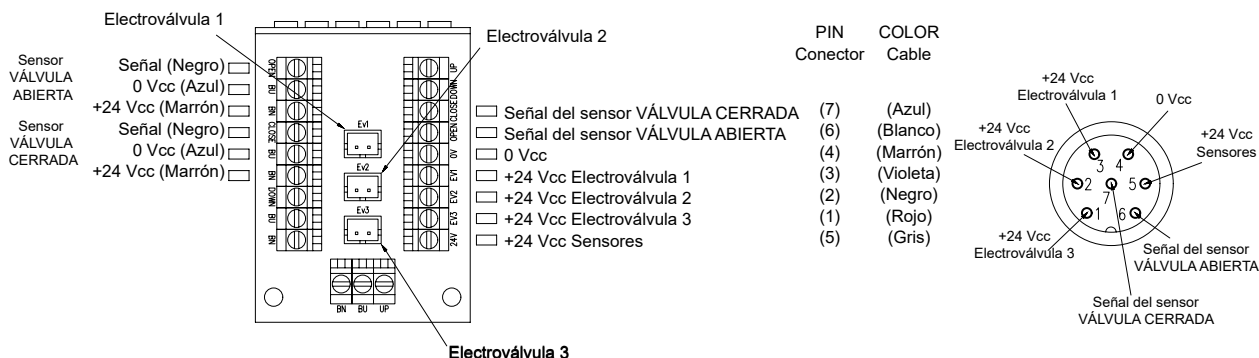 Electroválvula 1
Electroválvula 2
Sensor
VÁLVULA
ABIERTA
Señal (Negro)
0 Vcc (Azul)
+24 Vcc (Marrón)
Sensor
VÁLVULA
CERRADA
Señal (Negro)
0 Vcc (Azul)
+24 Vcc (Marrón)
OPEN
BU
BN
CLOSE
BU
BN
DOWN
BU
BN
Ev1
Ev2
Ev3
UP
DOWN
CLOSE
OPEN
0V
EV1
EV2
EV3
24V
BN BU UP
Electroválvula 3
PIN COLOR
Conector Cable
Señal del sensor VÁLVULA CERRADA (7) (Azul)
Señal del sensor VÁLVULA ABIERTA (6) (Blanco)
0 Vcc (4) (Marrón)
+24 Vcc Electroválvula 1 (3) (Violeta)
+24 Vcc Electroválvula 2 (2) (Negro)
+24 Vcc Electroválvula 3 (1) (Rojo)
+24 Vcc Sensores (5) (Gris)
+24 Vcc
Electroválvula 1
0 Vcc
+24 Vcc
Electroválvula 2
+24 Vcc
Sensores
3 4
2 7 5
1 6
+24 Vcc
Electroválvula 3
Señal del sensor
VÁLVULA ABIERTA
Señal del sensor
VÁLVULA CERRADA